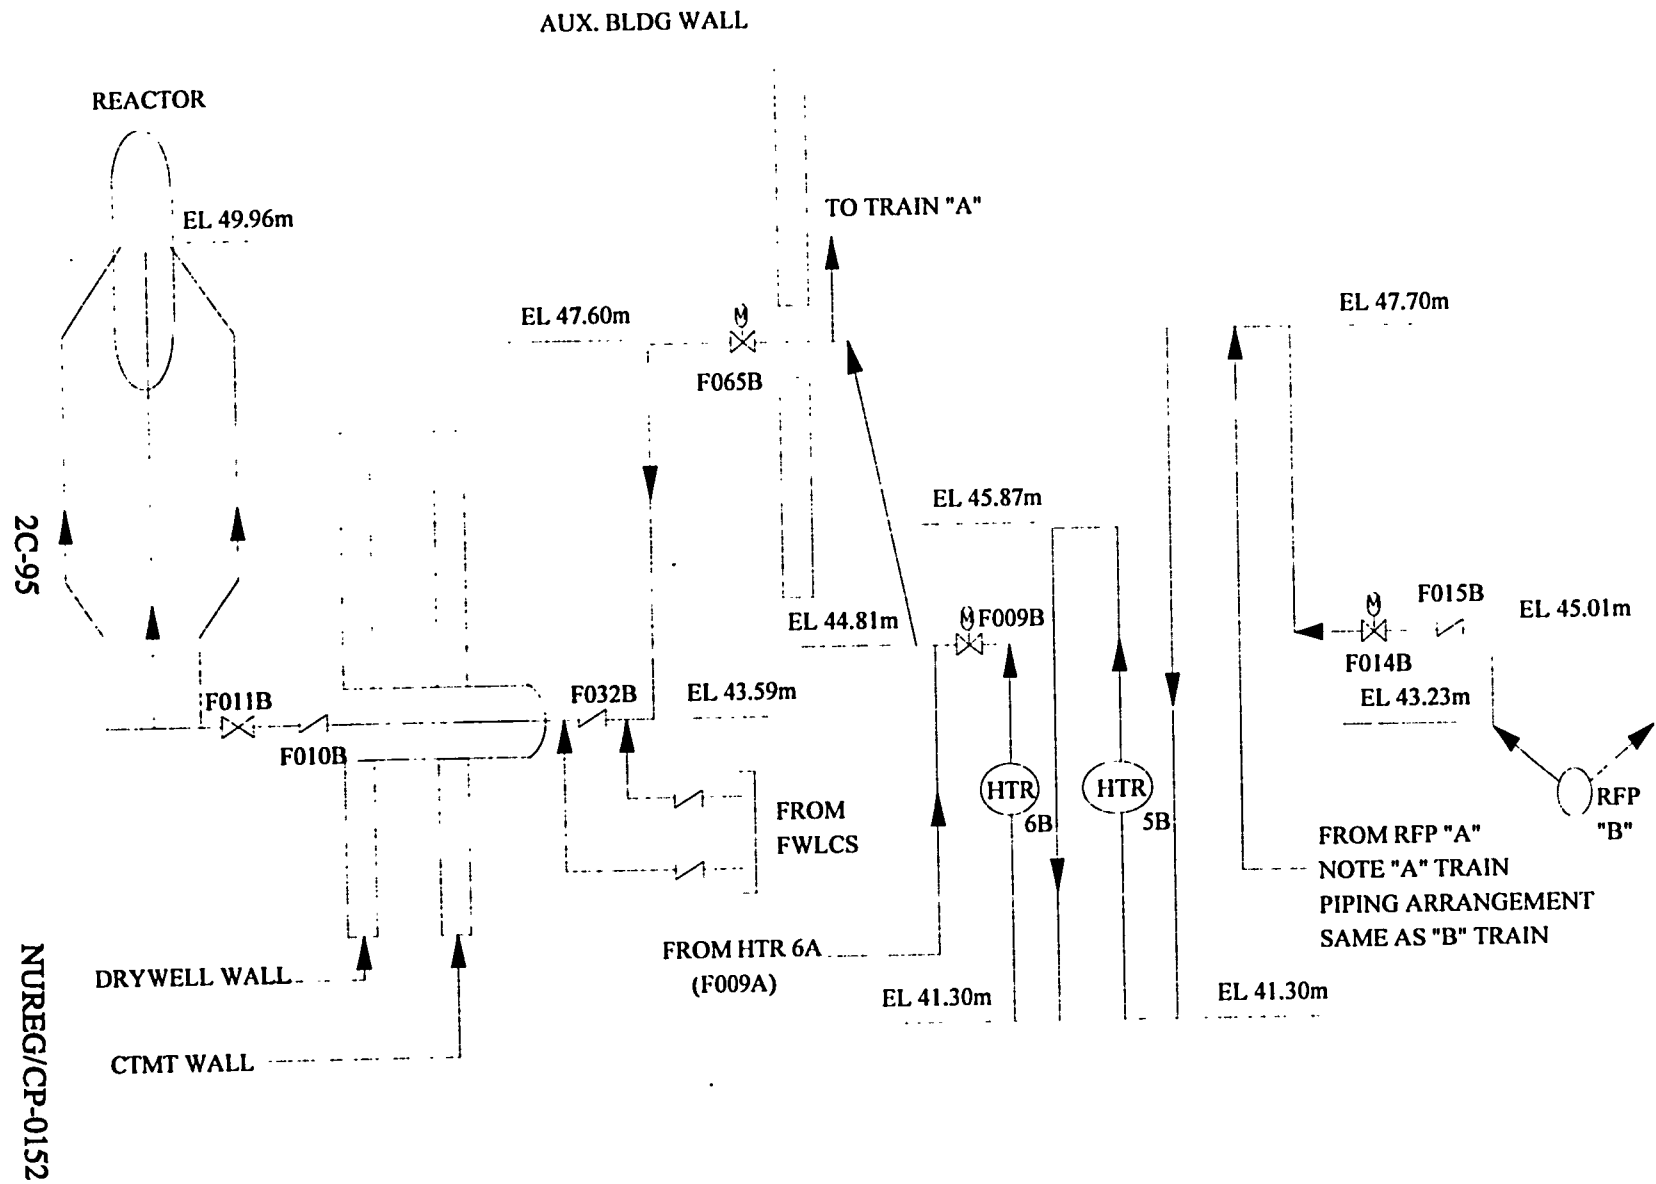 AUX. BLDG WALL
REACTOR
EL 49.96m
TO TRAIN "A"
EL 47.60m
M
F065B
EL 47.70m
EL 45.87m
EL 44.81m
M
F009B
M
F015B
EL 45.01m
F014B
EL 43.23m
F011B
F010B
F032B
EL 43.59m
HTR
6B
HTR
5B
RFP
"B"
FROM
FWLCS
FROM RFP "A"
NOTE "A" TRAIN
PIPING ARRANGEMENT
SAME AS "B" TRAIN
FROM HTR 6A
(F009A)
EL 41.30m
EL 41.30m
DRYWELL WALL
CTMT WALL
2C-95
NUREG/CP-0152